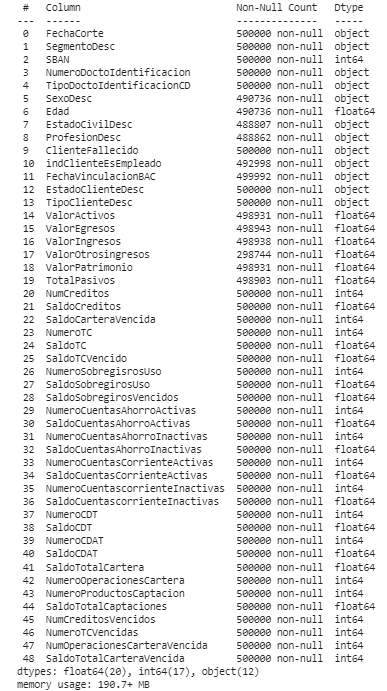 #   Column   Non-Null Count   Dtype
---  ------   --------------   -----
0   FechaCorte   500000 non-null   object
1   SegmentoDesc   500000 non-null   object
2   SBAN   500000 non-null   int64
3   NumeroDoctoIdentificacion   500000 non-null   object
4   TipoDoctoIdentificacionCD   500000 non-null   object
5   SexoDesc   490736 non-null   object
6   Edad   490736 non-null   float64
7   EstadoCivilDesc   488807 non-null   object
8   ProfesionDesc   488862 non-null   object
9   ClienteFallecido   500000 non-null   object
10   indClienteEsEmpleado   492998 non-null   object
11   FechaVinculacionBAC   499992 non-null   object
12   EstadoClienteDesc   500000 non-null   object
13   TipoClienteDesc   500000 non-null   object
14   ValorActivos   498931 non-null   float64
15   ValorEgresos   498943 non-null   float64
16   ValorIngresos   498938 non-null   float64
17   ValorOtrosingresos   298744 non-null   float64
18   ValorPatrimonio   498931 non-null   float64
19   TotalPasivos   498903 non-null   float64
20   NumCreditos   500000 non-null   int64
21   SaldoCreditos   500000 non-null   float64
22   SaldoCarteraVencida   500000 non-null   int64
23   NumeroTC   500000 non-null   int64
24   SaldoTC   500000 non-null   float64
25   SaldoTCVencido   500000 non-null   float64
26   NumeroSobregisrosUso   500000 non-null   int64
27   SaldoSobregirosUso   500000 non-null   float64
28   SaldoSobregirosVencidos   500000 non-null   float64
29   NumeroCuentasAhorroActivas   500000 non-null   int64
30   SaldoCuentasAhorroActivas   500000 non-null   float64
31   NumeroCuentasAhorroInactivas   500000 non-null   int64
32   SaldoCuentasAhorroInactivas   500000 non-null   float64
33   NumeroCuentasCorrienteActivas   500000 non-null   int64
34   SaldoCuentasCorrienteActivas   500000 non-null   float64
35   NumeroCuentascorrienteInactivas   500000 non-null   int64
36   SaldoCuentascorrienteInactivas   500000 non-null   float64
37   NumeroCDT   500000 non-null   int64
38   SaldoCDT   500000 non-null   float64
39   NumeroCDAT   500000 non-null   int64
40   SaldoCDAT   500000 non-null   int64
41   SaldoTotalCartera   500000 non-null   float64
42   NumeroOperacionesCartera   500000 non-null   int64
43   NumeroProductosCaptacion   500000 non-null   int64
44   SaldoTotalCaptaciones   500000 non-null   float64
45   NumCreditosVencidos   500000 non-null   int64
46   NumeroTCVencidas   500000 non-null   int64
47   NumOperacionesCarteraVencida   500000 non-null   int64
48   SaldoTotalCarteraVencida   500000 non-null   int64
dtypes: float64(20), int64(17), object(12)
memory usage: 190.7+ MB